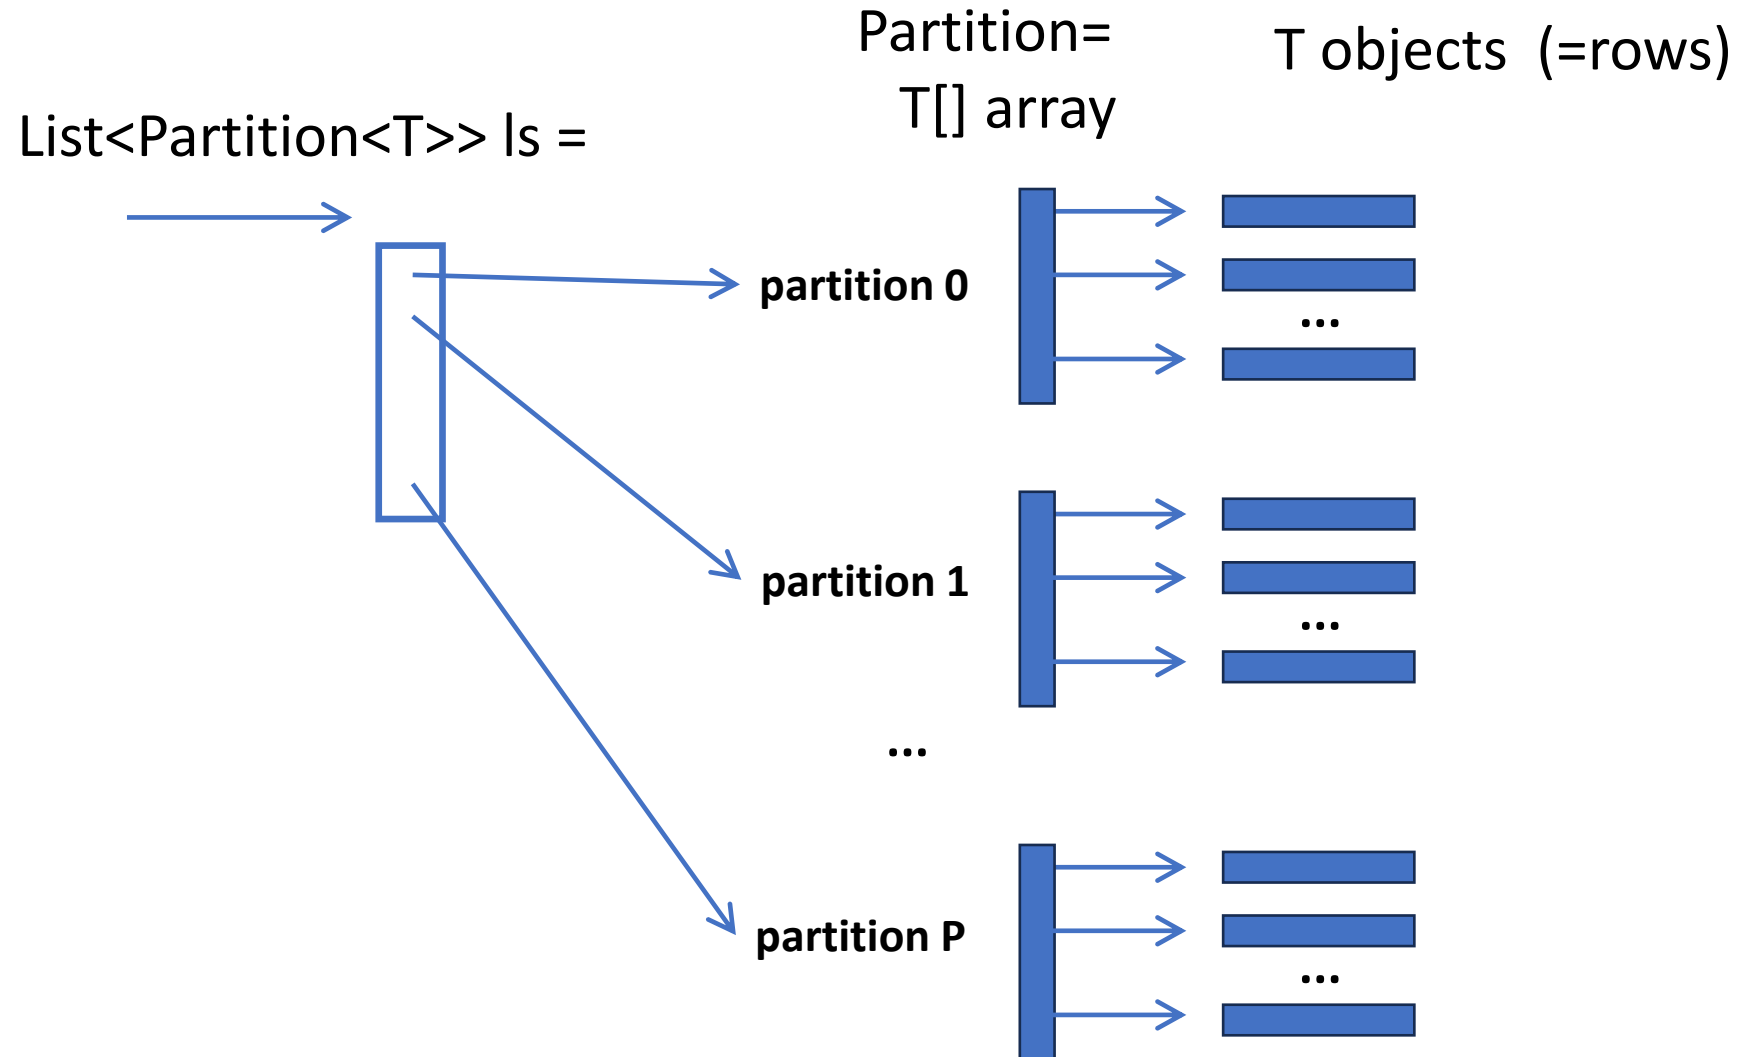 Partition=
T[] array
T objects  (=rows)
List<Partition<T>> ls =
partition 0
...
partition 1
...
...
partition P
...